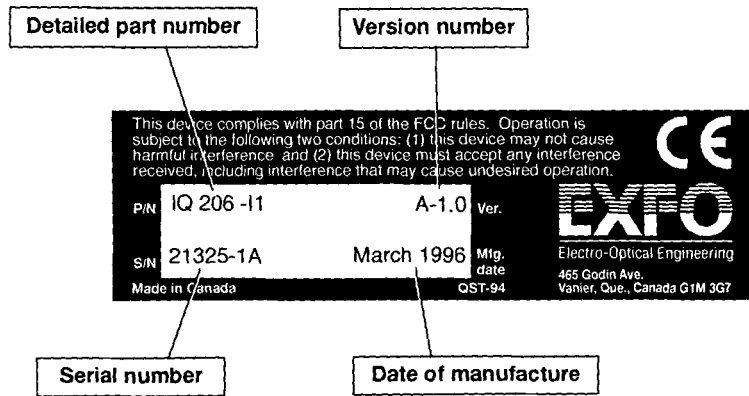 Detailed part number
Version number
This device complies with part 15 of the FCC rules. Operation is
subject to the following two conditions: (1) this device may not cause
harmful interference and (2) this device must accept any interference
received, including interference that may cause undesired operation.
CE
P/N IQ 206 -I1 A-1.0 Ver.
S/N 21325-1A March 1996 Mfg.
date
Made in Canada QST-94
EXFO
Electro-Optical Engineering
465 Godin Ave.
Vanier, Que., Canada G1M 3G7
Serial number
Date of manufacture